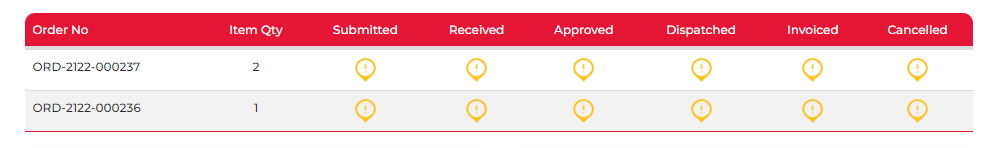 Order No Item Qty Submitted Received Approved Dispatched Invoiced Cancelled
ORD-2122-000237 2 ! ! ! ! ! !
ORD-2122-000236 1 ! ! ! ! ! !